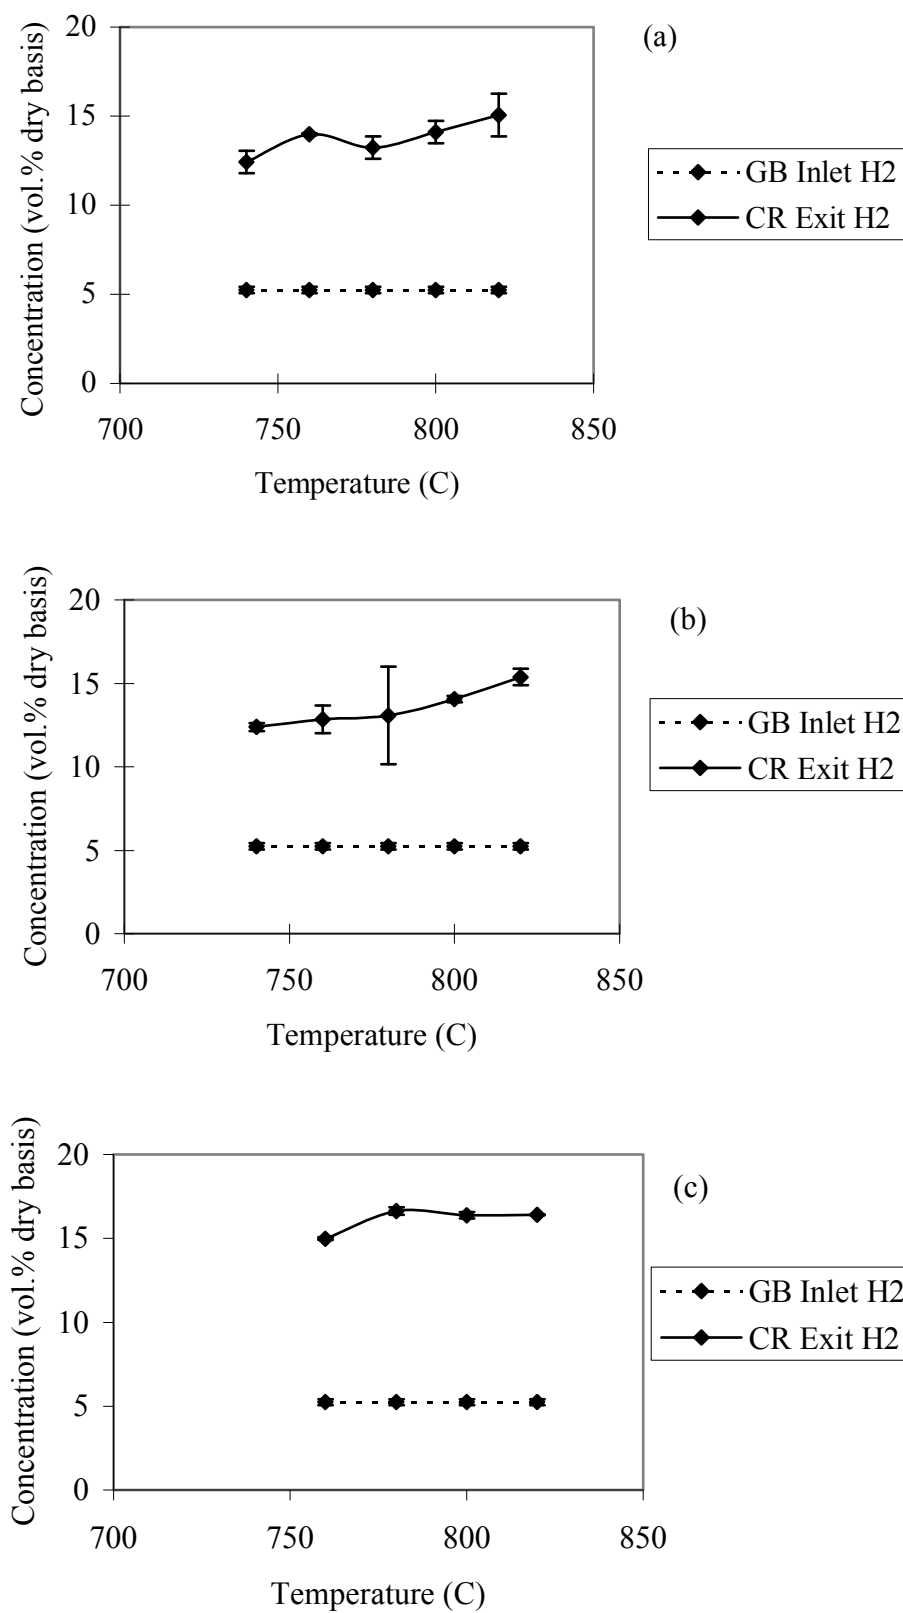 (a)
Concentration (vol.% dry basis)
20
15
10
5
0
700 750 800 850
Temperature (C)
GB Inlet H2
CR Exit H2
(b)
Concentration (vol.% dry basis)
20
15
10
5
0
700 750 800 850
Temperature (C)
GB Inlet H2
CR Exit H2
(c)
Concentration (vol.% dry basis)
20
15
10
5
0
700 750 800 850
Temperature (C)
GB Inlet H2
CR Exit H2